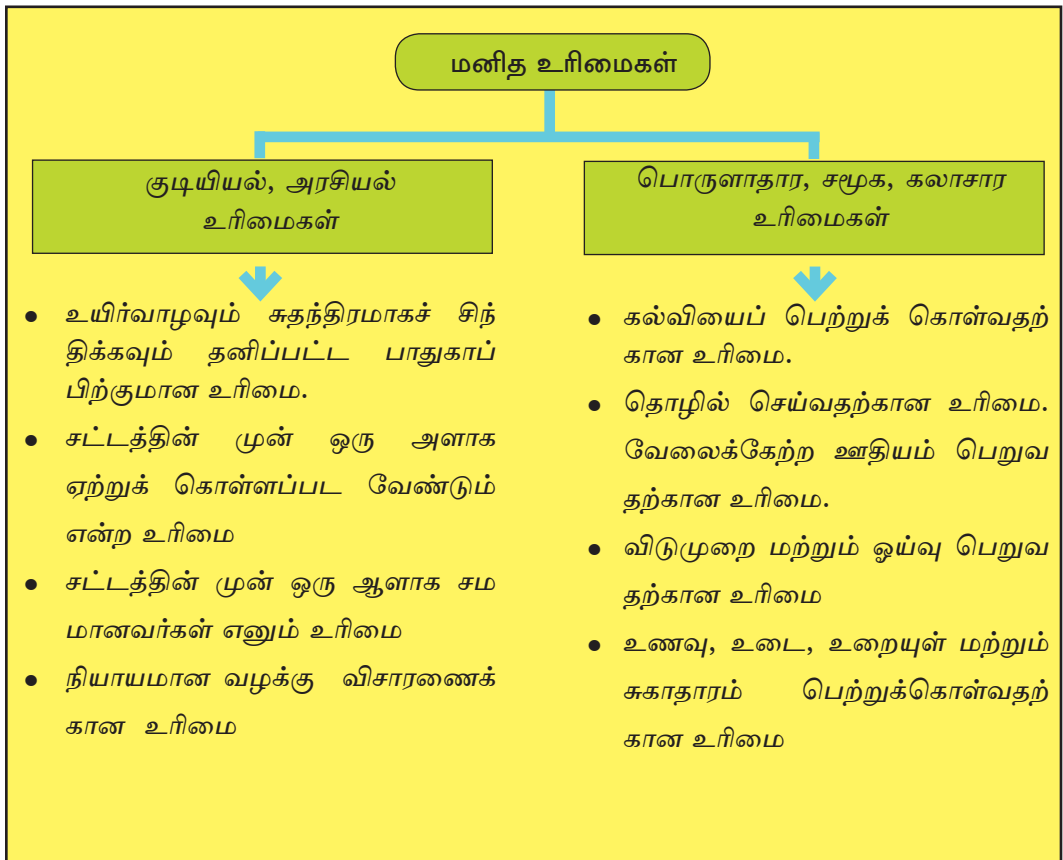 மனித உரிமைகள்
குடியியல், அரசியல்
உரிமைகள்
● உயிர்வாழவும் சுதந்திரமாகச் சிந்
திக்கவும் தனிப்பட்ட பாதுகாப்
பிற்குமான உரிமை.
● சட்டத்தின் முன் ஒரு அளாக
ஏற்றுக் கொள்ளப்பட வேண்டும்
என்ற உரிமை
● சட்டத்தின் முன் ஒரு ஆளாக சம
மானவர்கள் எனும் உரிமை
● நியாயமான வழக்கு விசாரணைக்
கான உரிமை
பொருளாதார, சமூக, கலாசார
உரிமைகள்
● கல்வியைப் பெற்றுக் கொள்வதற்
கான உரிமை.
● தொழில் செய்வதற்கான உரிமை.
வேலைக்கேற்ற ஊதியம் பெறுவ
தற்கான உரிமை.
● விடுமுறை மற்றும் ஓய்வு பெறுவ
தற்கான உரிமை
● உணவு, உடை, உறையுள் மற்றும்
சுகாதாரம் பெற்றுக்கொள்வதற்
கான உரிமை